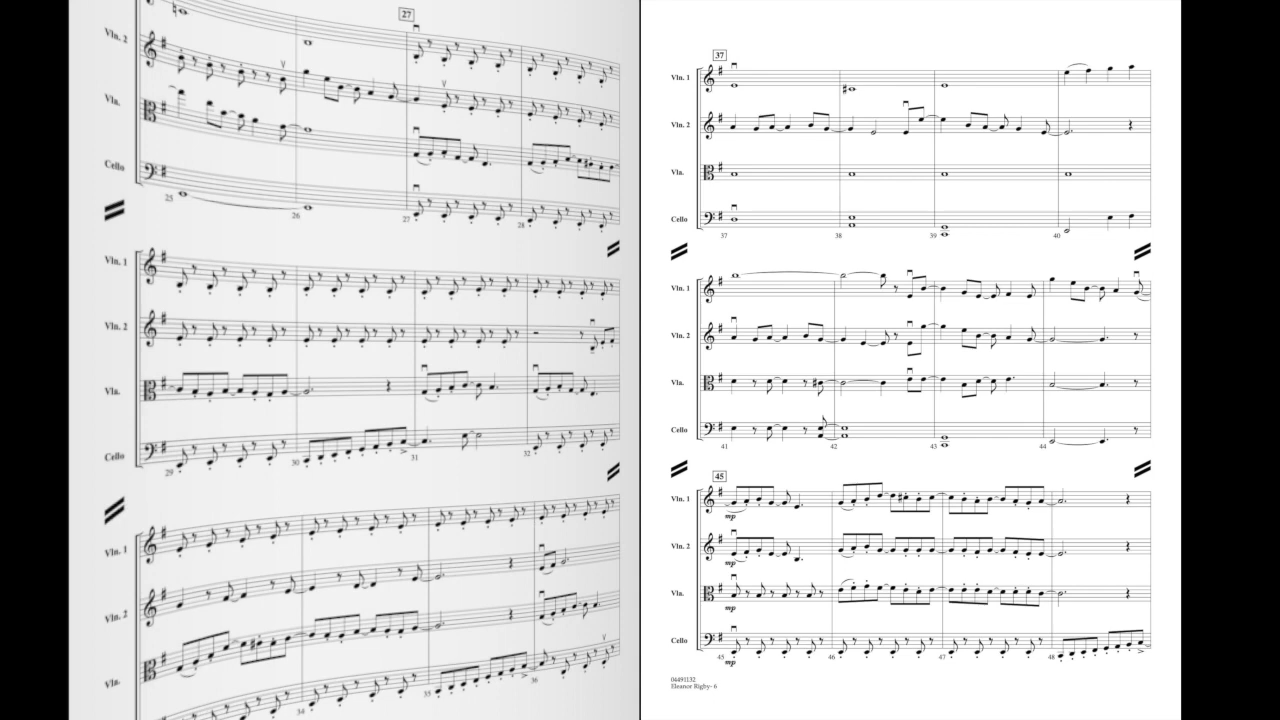 27
Vln. 2
Vla.
Cello
25 26 27 28
Vln. 1
Vln. 2
Vla.
Cello
29 30 31 32
Vln. 1
Vln. 2
Vla.
34 35 36
37
Vln. 1
Vln. 2
Vla.
Cello
37 38 39 40
Vln. 1
Vln. 2
Vla.
Cello
41 42 43 44
45
Vln. 1
mp
Vln. 2
mp
Vla.
mp
Cello
mp
45 46 47 48
04491132
Eleanor Rigby- 6